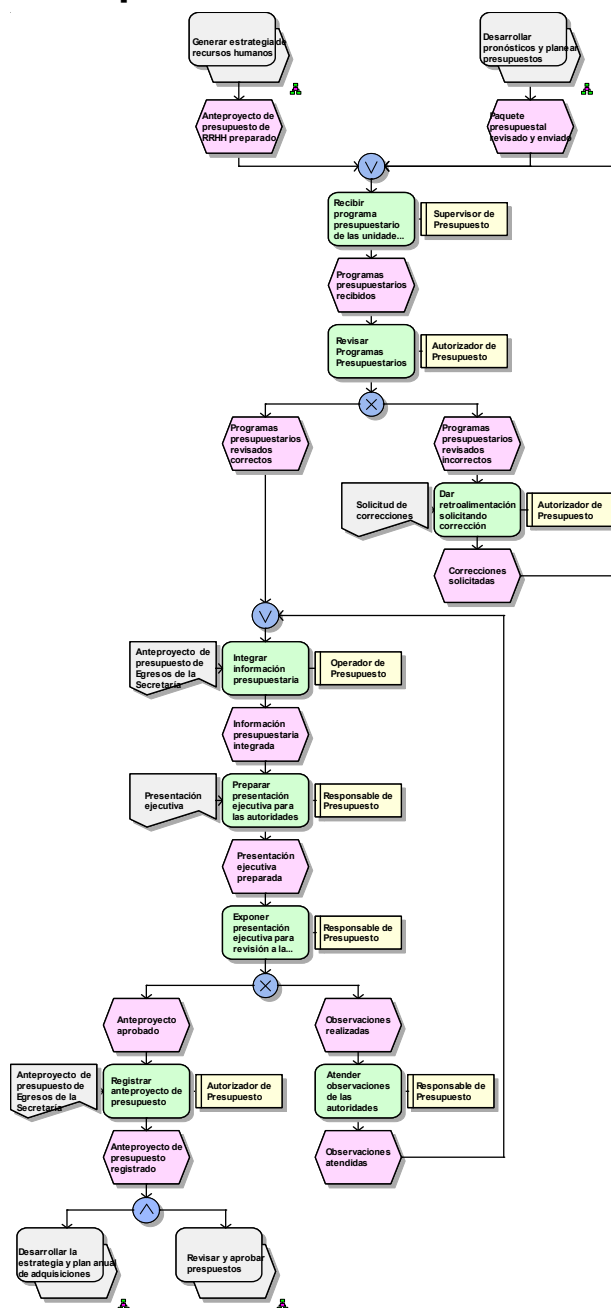 Generar estrategia de
recursos humanos
Desarrollar
pronósticos y planear
presupuestos
Anteproyecto de
presupuesto de
RRHH preparado
Paquete
presupuestal
revisado y enviado
Recibir
programa
presupuestario
de las unidade...
Supervisor de
Presupuesto
Programas
presupuestarios
recibidos
Revisar
Programas
Presupuestarios
Autorizador de
Presupuesto
Programas
presupuestarios
revisados
correctos
Programas
presupuestarios
revisados
incorrectos
Solicitud de
correcciones
Dar
retroalimentación
solicitando
corrección
Autorizador de
Presupuesto
Correcciones
solicitadas
Anteproyecto de
presupuesto de
Egresos de la
Secretaría
Integrar
información
presupuestaria
Operador de
Presupuesto
Información
presupuestaria
integrada
Presentación
ejecutiva
Preparar
presentación
ejecutiva para
las autoridades
Responsable de
Presupuesto
Presentación
ejecutiva
preparada
Exponer
presentación
ejecutiva para
revisión a la...
Responsable de
Presupuesto
Anteproyecto
aprobado
Observaciones
realizadas
Anteproyecto de
presupuesto de
Egresos de la
Secretaría
Registrar
anteproyecto de
presupuesto
Autorizador de
Presupuesto
Atender
observaciones
de las
autoridades
Responsable de
Presupuesto
Anteproyecto de
presupuesto
registrado
Observaciones
atendidas
Desarrollar la
estrategia y plan anual
de adquisiciones
Revisar y aprobar
prespuestos